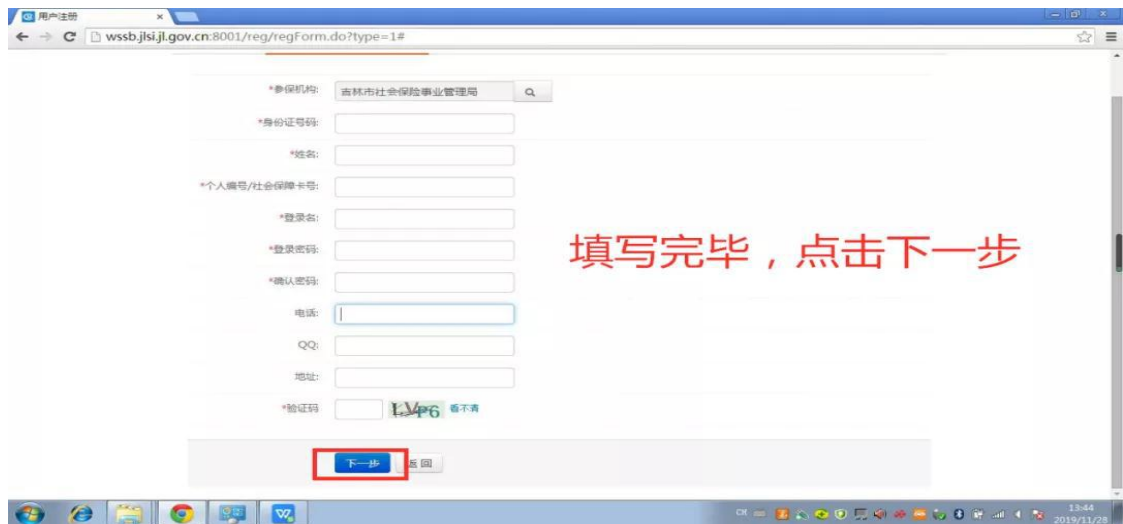 用户注册
wssb.jlsi.jl.gov.cn:8001/reg/regForm.do?type=1#
*参保机构: 吉林市社会保险事业管理局
*身份证号码:
*姓名:
*个人编号/社会保障卡号:
*登录名:
*登录密码:
填写完毕，点击下一步
*确认密码:
电话:
QQ:
地址:
*验证码 LVP6 看不清
下一步 返回
CH
13:44
2019/11/28